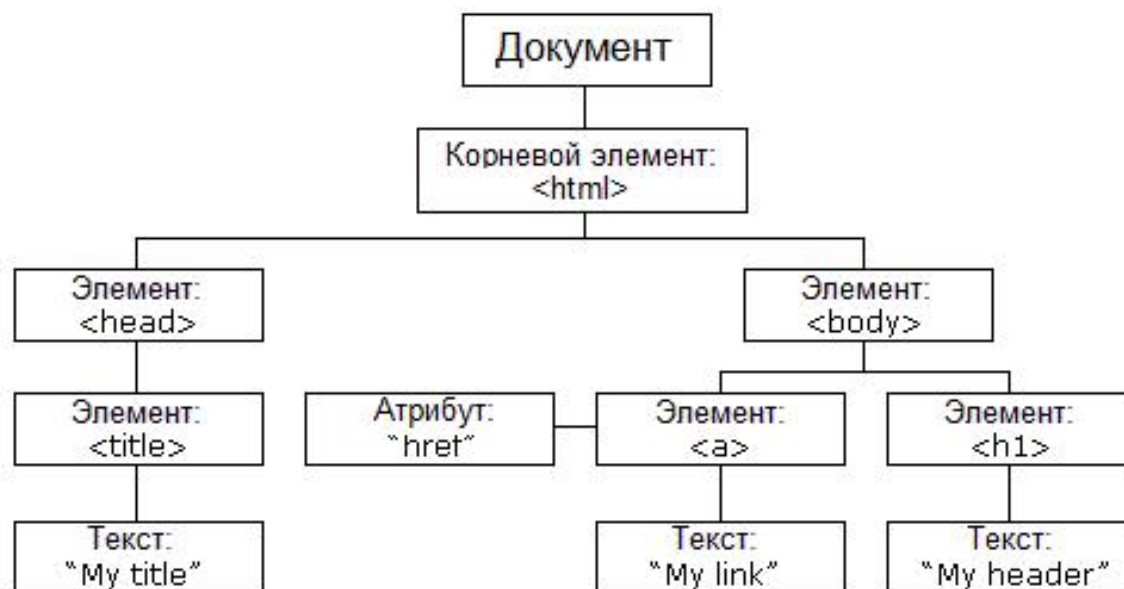 Документ
Корневой элемент:
<html>
Элемент:
<head>
Элемент:
<body>
Элемент:
<title>
Атрибут:
"href"
Элемент:
<a>
Элемент:
<h1>
Текст:
"My title"
Текст:
"My link"
Текст:
"My header"